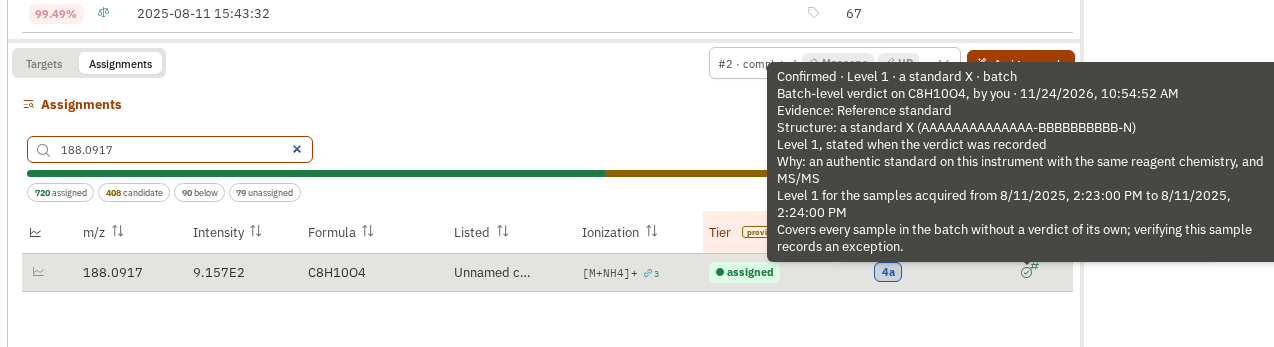 99.49% 2025-08-11 15:43:32 67
Targets Assignments #2 ·
Assignments
188.0917
720 assigned 408 candidate 90 below 79 unassigned
m/z Intensity Formula Listed Ionization Tier
188.0917 9.157E2 C8H10O4 Unnamed c... [M+NH4]+ 3 assigned 4a #
Confirmed · Level 1 · a standard X · batch
Batch-level verdict on C8H10O4, by you · 11/24/2026, 10:54:52 AM
Evidence: Reference standard
Structure: a standard X (AAAAAAAAAAAAAA-BBBBBBBBBB-N)
Level 1, stated when the verdict was recorded
Why: an authentic standard on this instrument with the same reagent chemistry, and
MS/MS
Level 1 for the samples acquired from 8/11/2025, 2:23:00 PM to 8/11/2025,
2:24:00 PM
Covers every sample in the batch without a verdict of its own; verifying this sample
records an exception.